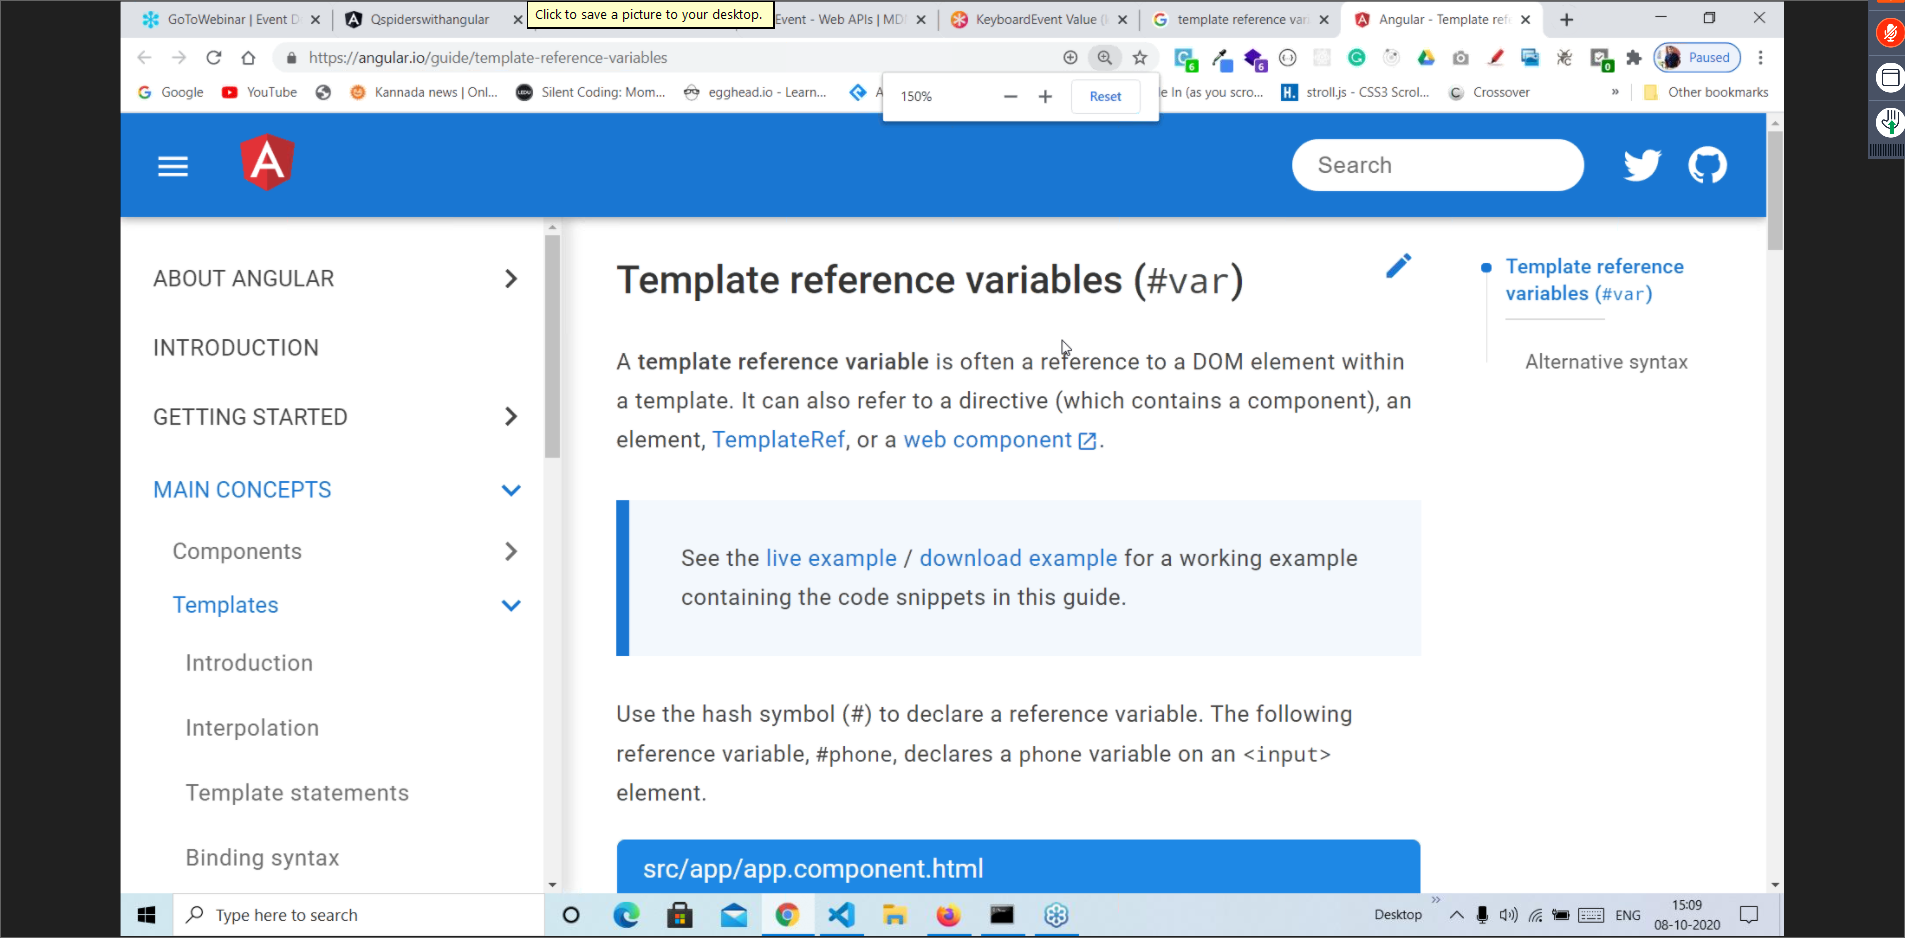 GoToWebinar | Event D
Qspiderswithangular
Click to save a picture to your desktop.
Event - Web APIs | MD
KeyboardEvent Value (k
template reference vari
Angular - Template refe
https://angular.io/guide/template-reference-variables
6
6
0
Paused
Google
YouTube
Kannada news | Onl...
Silent Coding: Mom...
egghead.io - Learn...
A
150%
Reset
le In (as you scro...
H.
stroll.js - CSS3 Scrol...
Crossover
»
Other bookmarks
A
Search
ABOUT ANGULAR
INTRODUCTION
GETTING STARTED
MAIN CONCEPTS
Components
Templates
Introduction
Interpolation
Template statements
Binding syntax
Template reference variables (#var)
A template reference variable is often a reference to a DOM element within
a template. It can also refer to a directive (which contains a component), an
element, TemplateRef, or a web component.
See the live example / download example for a working example
containing the code snippets in this guide.
Use the hash symbol (#) to declare a reference variable. The following
reference variable, #phone, declares a phone variable on an <input>
element.
src/app/app.component.html
Template reference
variables (#var)
Alternative syntax
Type here to search
Desktop
»
ENG
15:09
08-10-2020